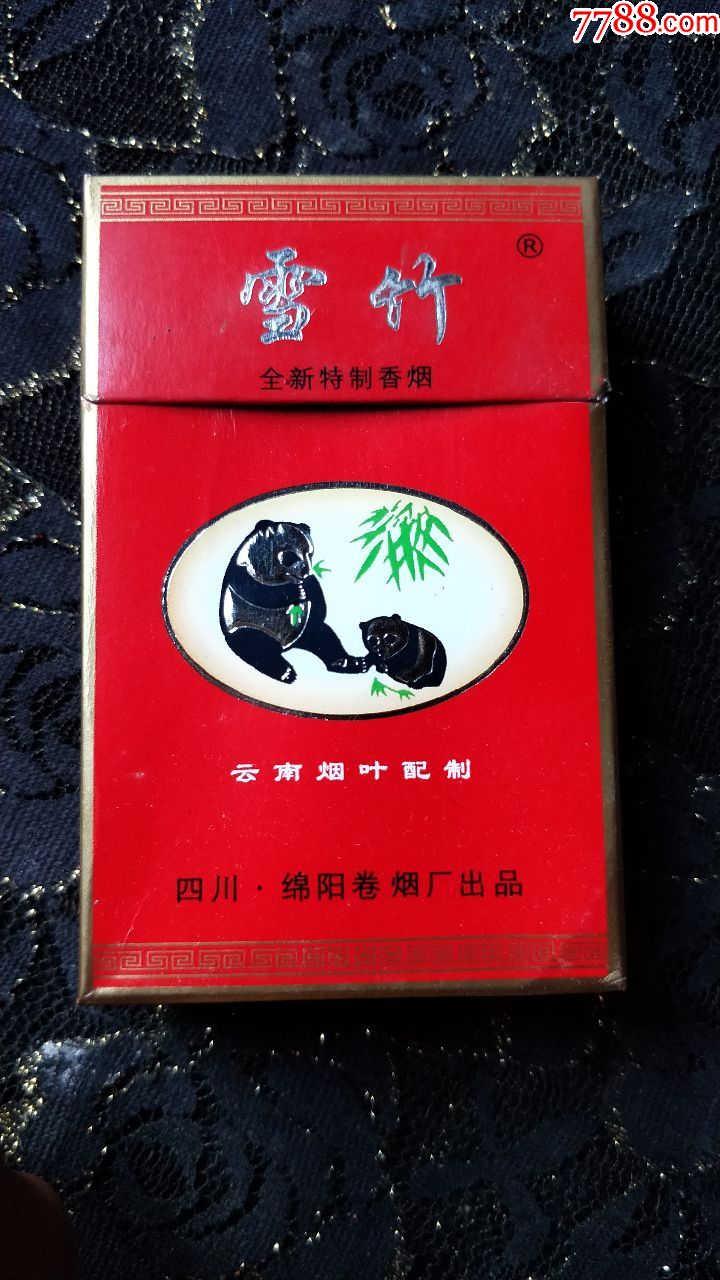 7788.com
®
雪竹
全新特制香烟
云南烟叶配制
四川·绵阳卷烟厂出品